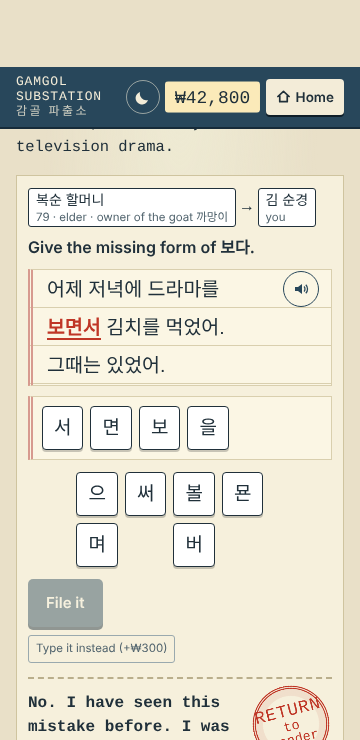 GAMGOL
SUBSTATION
감골 파출소
₩42,800
Home
television drama.
복순 할머니
79 · elder · owner of the goat 까망이
→
김 순경
you
Give the missing form of 보다.
어제 저녁에 드라마를
보면서 김치를 먹었어.
그때는 있었어.
서 면 보 을
으 써 볼 묜
며 버
File it
Type it instead (+₩300)
No. I have seen this
mistake before. I was
RETURN
to